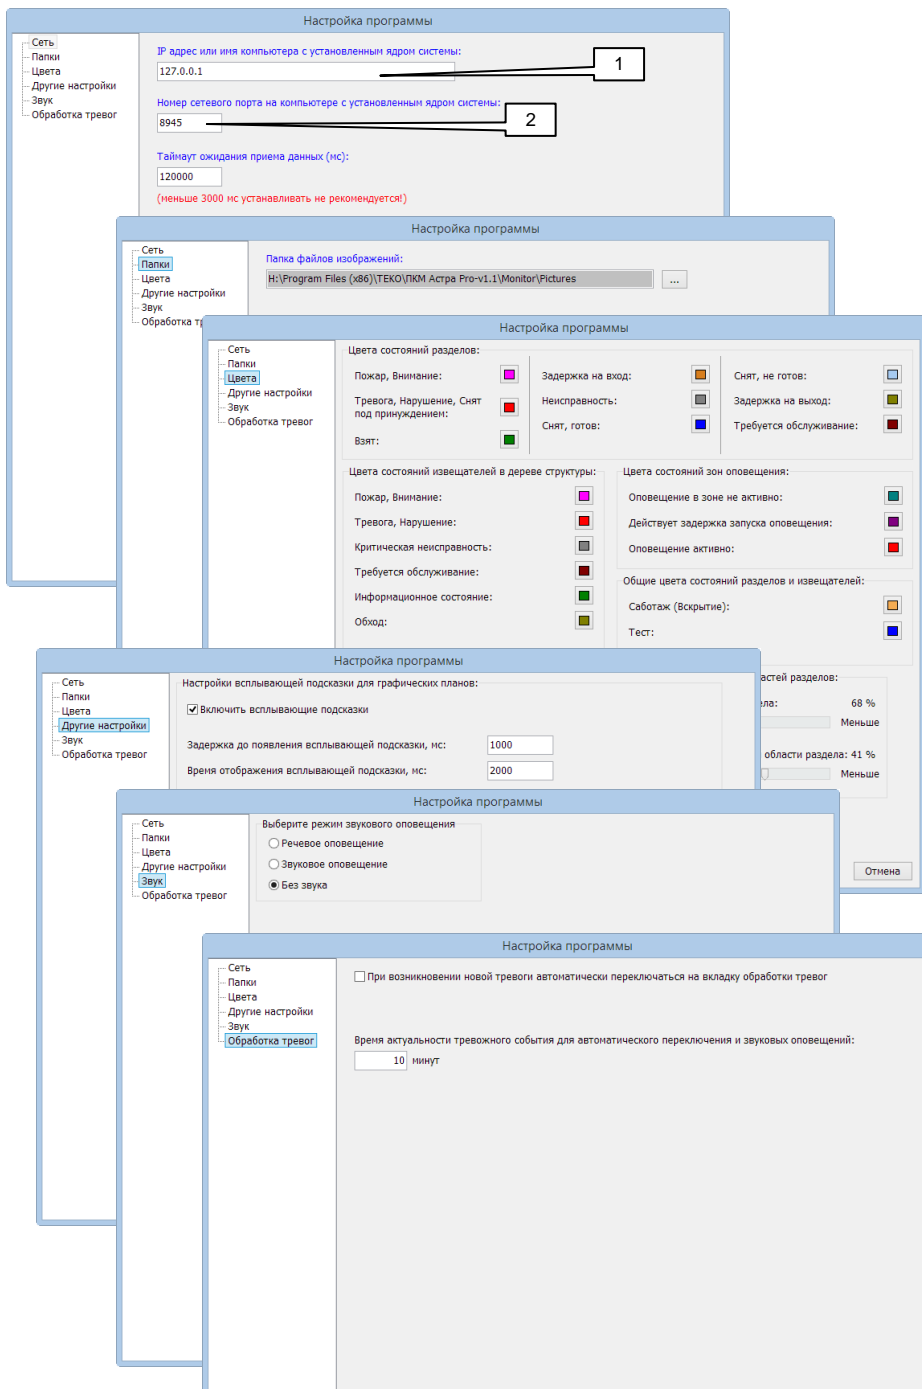 Настройка программы
Сеть
Папки
Цвета
Другие настройки
Звук
Обработка тревог
IP адрес или имя компьютера с установленным ядром системы:
127.0.0.1
1
Номер сетевого порта на компьютере с установленным ядром системы:
8945
2
Таймаут ожидания приема данных (мс):
120000
(меньше 3000 мс устанавливать не рекомендуется!)
Настройка программы
Сеть
Папки
Цвета
Другие настройки
Звук
Обработка
Папка файлов изображений:
H:\Program Files (x86)\ТЕКО\ПКМ Астра Pro-v1.1\Monitor\Pictures
...
Настройка программы
Сеть
Папки
Цвета
Другие настройки
Звук
Обработка тревог
Цвета состояний разделов:
Пожар, Внимание:
Тревога, Нарушение, Снят
под принуждением:
Взят:
Задержка на вход:
Неисправность:
Снят, готов:
Снят, не готов:
Задержка на выход:
Требуется обслуживание:
Цвета состояний извещателей в дереве структуры:
Пожар, Внимание:
Тревога, Нарушение:
Критическая неисправность:
Требуется обслуживание:
Информационное состояние:
Обход:
Цвета состояний зон оповещения:
Оповещение в зоне не активно:
Действует задержка запуска оповещения:
Оповещение активно:
Общие цвета состояний разделов и извещателей:
Саботаж (Вскрытие):
Тест:
разделов:
68 %
Меньше
области раздела: 41 %
Меньше
Отмена
Настройка программы
Сеть
Папки
Цвета
Другие настройки
Звук
Обработка тревог
Настройки всплывающей подсказки для графических планов:
Включить всплывающие подсказки
Задержка до появления всплывающей подсказки, мс:
1000
Время отображения всплывающей подсказки, мс:
2000
Настройка программы
Сеть
Папки
Цвета
Другие настройки
Звук
Обработка тревог
Выберите режим звукового оповещения
Речевое оповещение
Звуковое оповещение
Без звука
Настройка программы
Сеть
Папки
Цвета
Другие настройки
Звук
Обработка тревог
При возникновении новой тревоги автоматически переключаться на вкладку обработки тревог
Время актуальности тревожного события для автоматического переключения и звуковых оповещений:
10 минут